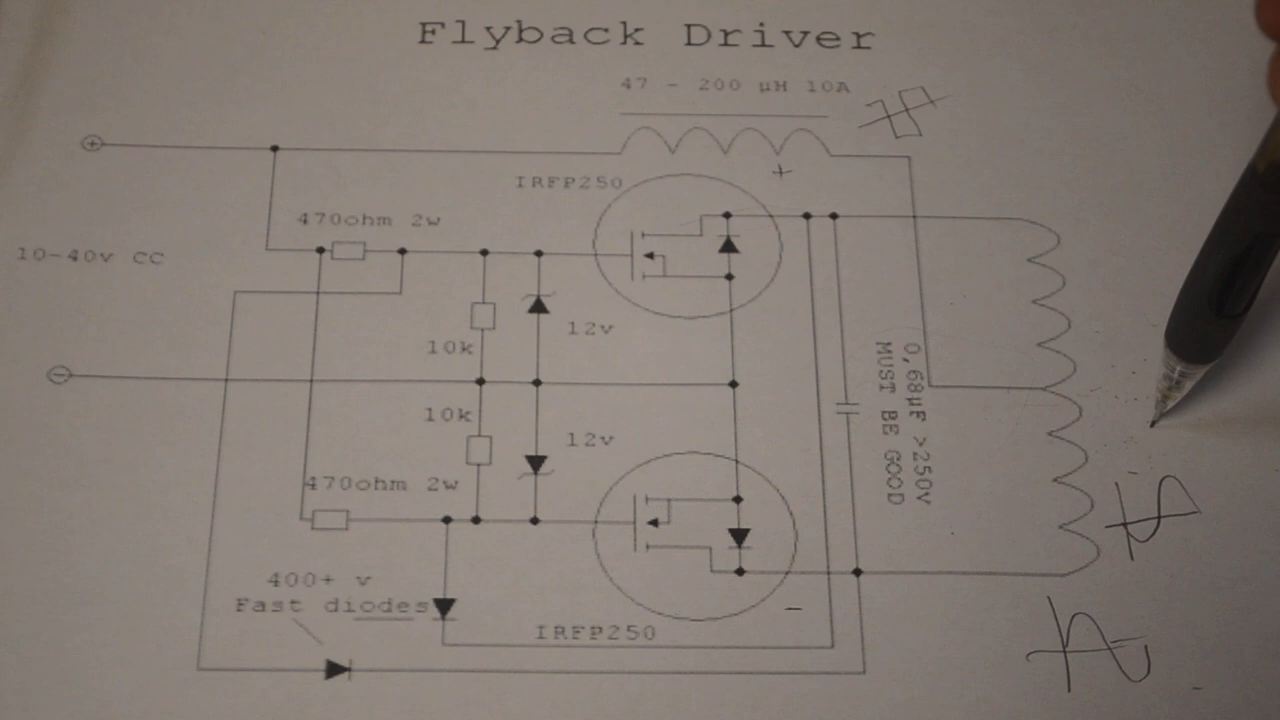 Flyback Driver
47 - 200 µH 10A
IRFP250
470ohm 2w
10-40v CC
12v
10k
10k
12v
470ohm 2w
0,68µF >250V
MUST BE GOOD
400+ v
Fast diodes
IRFP250